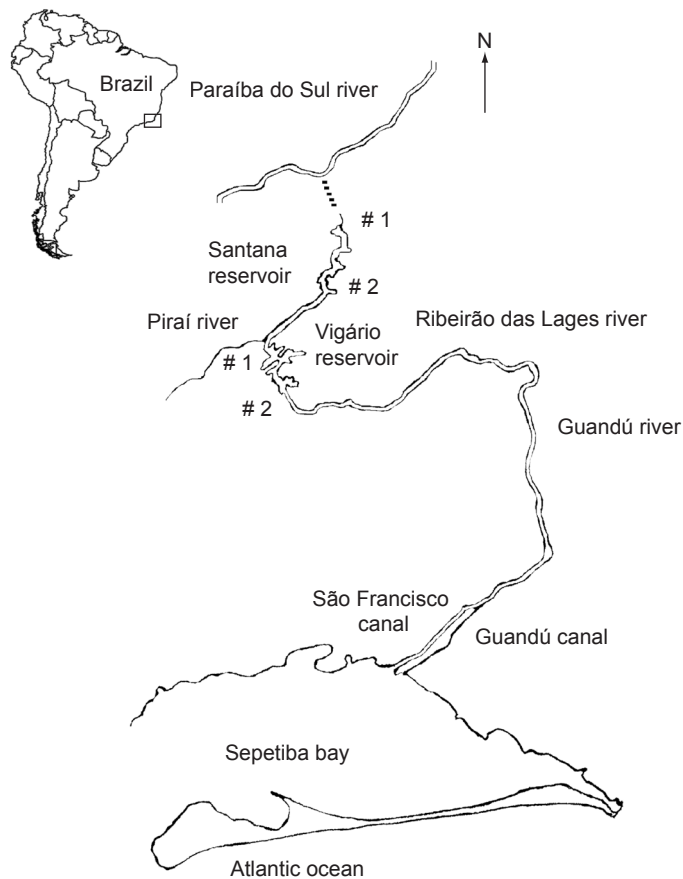 N
Brazil
Paraíba do Sul river
# 1
Santana
reservoir
# 2
Piraí river
Vigário
reservoir
Ribeirão das Lages river
# 1
# 2
Guandú river
São Francisco
canal
Guandú canal
Sepetiba bay
Atlantic ocean